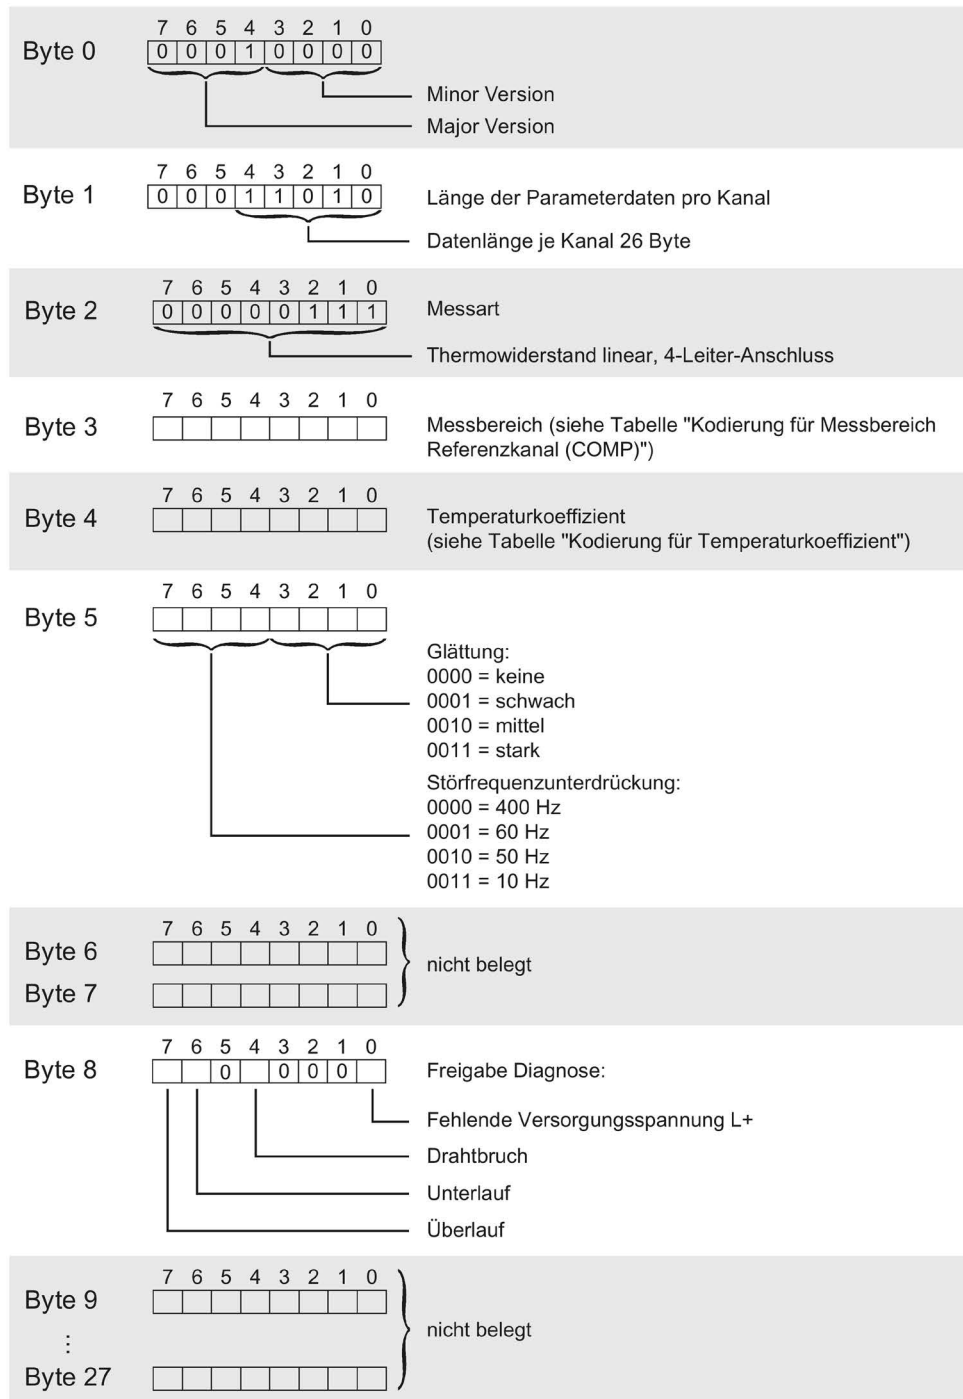 7 6 5 4 3 2 1 0
Byte 0 0 0 0 1 0 0 0 0
Minor Version
Major Version
7 6 5 4 3 2 1 0
Byte 1 0 0 0 1 1 0 1 0 Länge der Parameterdaten pro Kanal
Datenlänge je Kanal 26 Byte
7 6 5 4 3 2 1 0
Byte 2 0 0 0 0 0 1 1 1 Messart
Thermowiderstand linear, 4-Leiter-Anschluss
7 6 5 4 3 2 1 0
Byte 3 Messbereich (siehe Tabelle "Kodierung für Messbereich
Referenzkanal (COMP)")
7 6 5 4 3 2 1 0
Byte 4 Temperaturkoeffizient
(siehe Tabelle "Kodierung für Temperaturkoeffizient")
7 6 5 4 3 2 1 0
Byte 5
Glättung:
0000 = keine
0001 = schwach
0010 = mittel
0011 = stark
Störfrequenzunterdrückung:
0000 = 400 Hz
0001 = 60 Hz
0010 = 50 Hz
0011 = 10 Hz
7 6 5 4 3 2 1 0
Byte 6
nicht belegt
Byte 7
7 6 5 4 3 2 1 0
Byte 8 0 0 0 0 Freigabe Diagnose:
Fehlende Versorgungsspannung L+
Drahtbruch
Unterlauf
Überlauf
7 6 5 4 3 2 1 0
Byte 9
nicht belegt
⋮
Byte 27